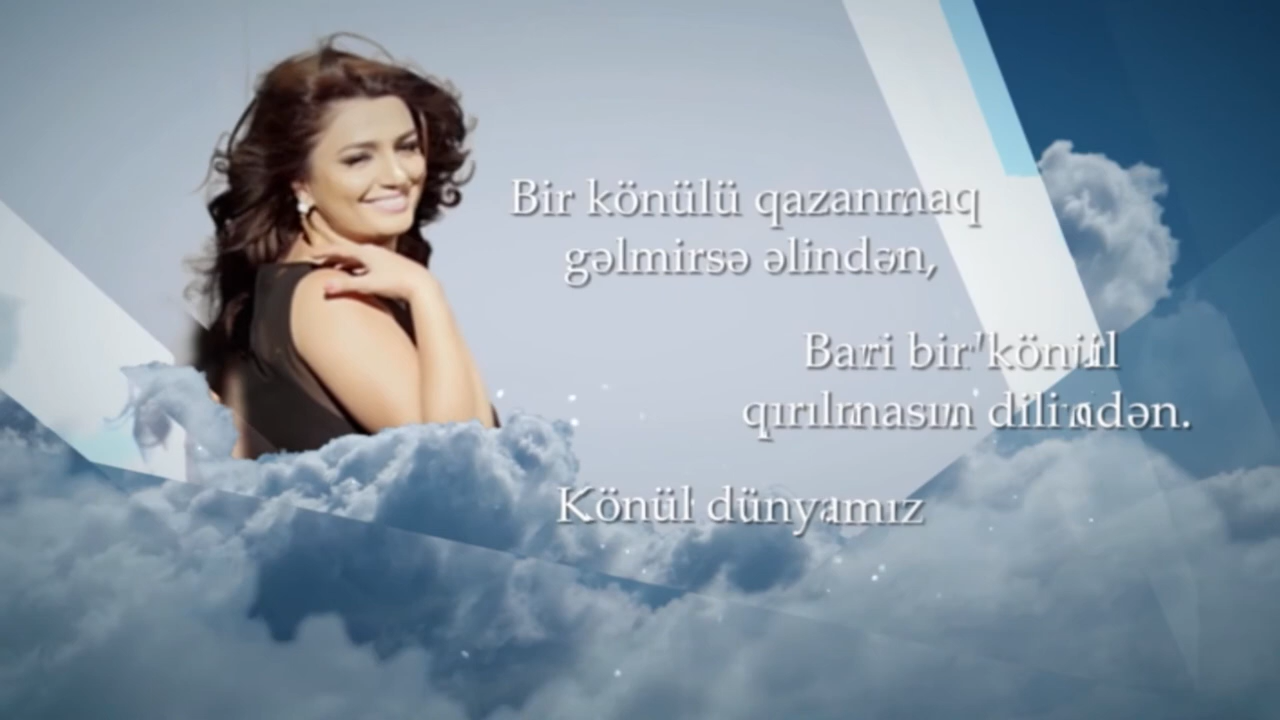 Bir könülü qazanmaq
gəlmirsə əlindən,
Bari bir könül
qırılmasın dilindən.
Könül dünyamız